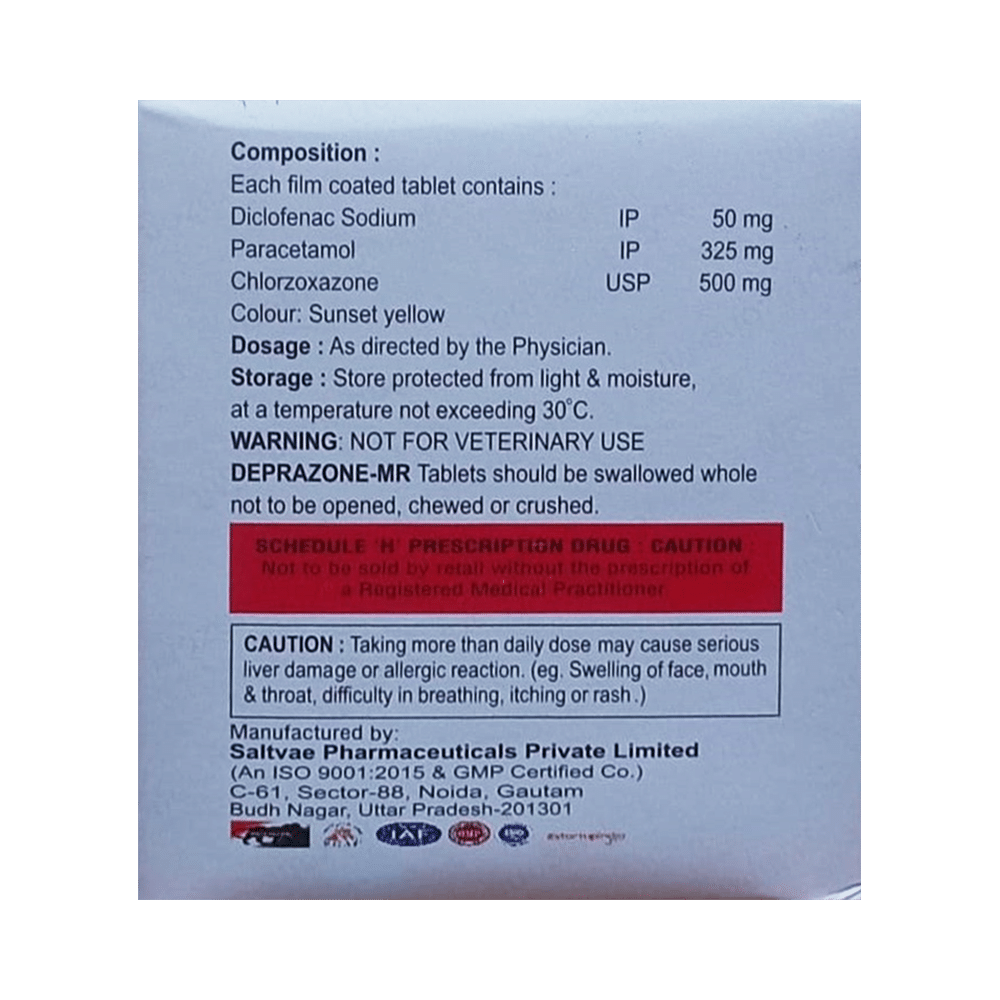 Composition :
Each film coated tablet contains :
Diclofenac Sodium IP 50 mg
Paracetamol IP 325 mg
Chlorzoxazone USP 500 mg
Colour: Sunset yellow
Dosage : As directed by the Physician.
Storage : Store protected from light & moisture,
at a temperature not exceeding 30°C.
WARNING: NOT FOR VETERINARY USE
DEPRAZONE-MR Tablets should be swallowed whole
not to be opened, chewed or crushed.
SCHEDULE 'H' PRESCRIPTION DRUG : CAUTION
Not to be sold by retail without the prescription of
a Registered Medical Practitioner
CAUTION : Taking more than daily dose may cause serious
liver damage or allergic reaction. (eg. Swelling of face, mouth
& throat, difficulty in breathing, itching or rash.)
Manufactured by:
Saltvae Pharmaceuticals Private Limited
(An ISO 9001:2015 & GMP Certified Co.)
C-61, Sector-88, Noida, Gautam
Budh Nagar, Uttar Pradesh-201301
IAF GMP ISO